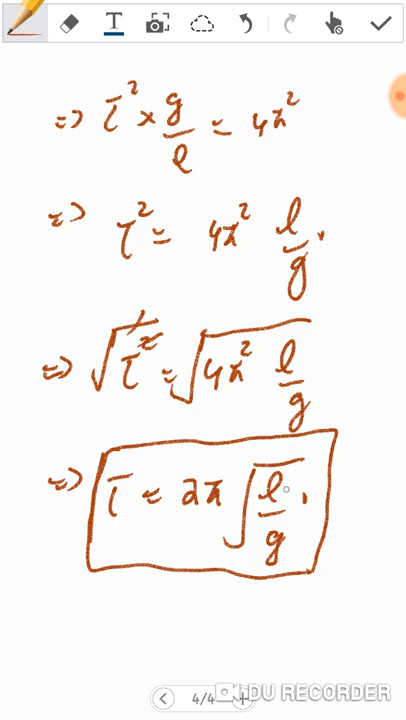 T
⇒ T² × g/l = 4π²
⇒ T² = 4π² l/g.
⇒ √T² = √4π² l/g
⇒ T = 2π √l/g,
4/4
DU RECORDER